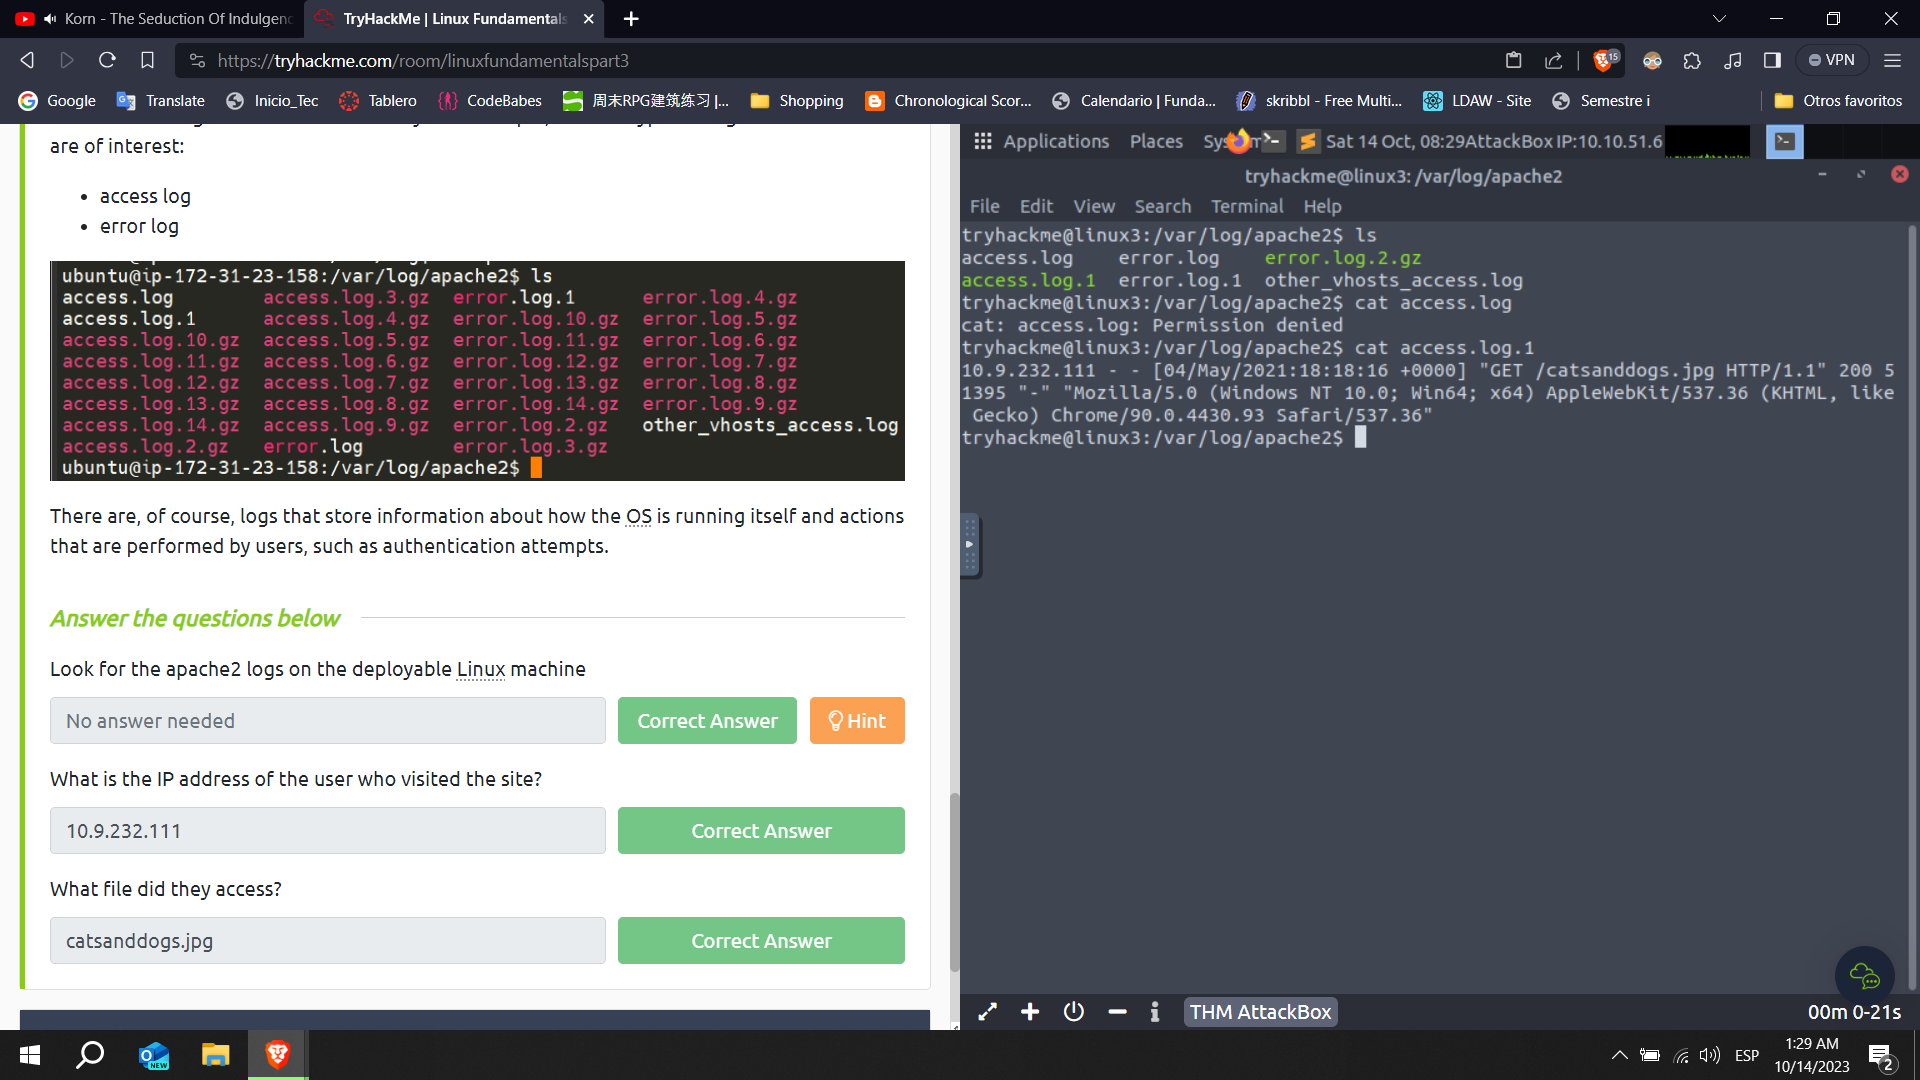 Korn - The Seduction Of Indulgenc
TryHackMe | Linux Fundamentals
https://tryhackme.com/room/linuxfundamentalspart3
15
VPN
Google
Translate
Inicio_Tec
Tablero
CodeBabes
周末RPG建筑练习 |...
Shopping
Chronological Scor...
Calendario | Funda...
skribbl - Free Multi...
LDAW - Site
Semestre i
Otros favoritos
are of interest:
• access log
• error log
ubuntu@ip-172-31-23-158:/var/log/apache2$ ls
access.log access.log.3.gz error.log.1 error.log.4.gz
access.log.1 access.log.4.gz error.log.10.gz error.log.5.gz
access.log.10.gz access.log.5.gz error.log.11.gz error.log.6.gz
access.log.11.gz access.log.6.gz error.log.12.gz error.log.7.gz
access.log.12.gz access.log.7.gz error.log.13.gz error.log.8.gz
access.log.13.gz access.log.8.gz error.log.14.gz error.log.9.gz
access.log.14.gz access.log.9.gz error.log.2.gz other_vhosts_access.log
access.log.2.gz error.log error.log.3.gz
ubuntu@ip-172-31-23-158:/var/log/apache2$
There are, of course, logs that store information about how the OS is running itself and actions
that are performed by users, such as authentication attempts.
Answer the questions below
Look for the apache2 logs on the deployable Linux machine
No answer needed
Correct Answer
Hint
What is the IP address of the user who visited the site?
10.9.232.111
Correct Answer
What file did they access?
catsanddogs.jpg
Correct Answer
Applications Places Sys m Sat 14 Oct, 08:29AttackBox IP:10.10.51.6
tryhackme@linux3: /var/log/apache2
File Edit View Search Terminal Help
tryhackme@linux3:/var/log/apache2$ ls
access.log error.log error.log.2.gz
access.log.1 error.log.1 other_vhosts_access.log
tryhackme@linux3:/var/log/apache2$ cat access.log
cat: access.log: Permission denied
tryhackme@linux3:/var/log/apache2$ cat access.log.1
10.9.232.111 - - [04/May/2021:18:18:16 +0000] "GET /catsanddogs.jpg HTTP/1.1" 200 5
1395 "-" "Mozilla/5.0 (Windows NT 10.0; Win64; x64) AppleWebKit/537.36 (KHTML, like
Gecko) Chrome/90.0.4430.93 Safari/537.36"
tryhackme@linux3:/var/log/apache2$
THM AttackBox
00m 0-21s
NEW
ESP
1:29 AM
10/14/2023
2